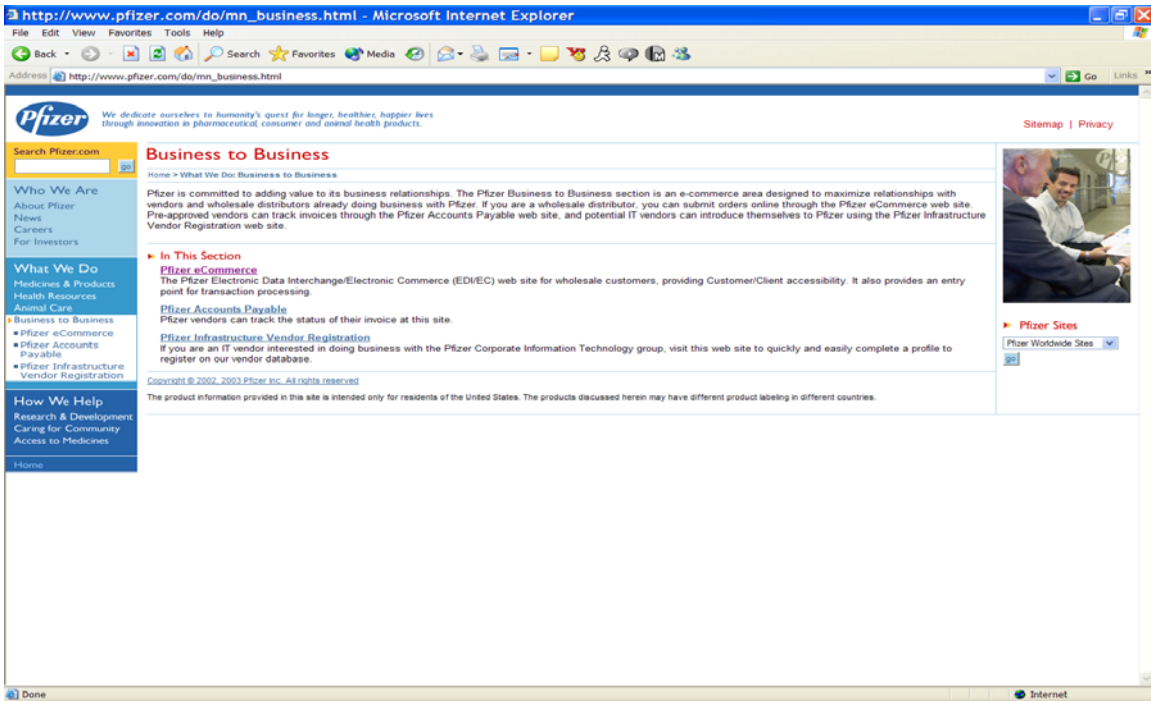 http://www.pfizer.com/do/mn_business.html - Microsoft Internet Explorer
File Edit View Favorites Tools Help
Back Search Favorites Media
Address http://www.pfizer.com/do/mn_business.html Go Links »
Pfizer
We dedicate ourselves to humanity's quest for longer, healthier, happier lives
through innovation in pharmaceutical, consumer and animal health products.
Sitemap | Privacy
Search Pfizer.com
go
Who We Are
About Pfizer
News
Careers
For Investors
What We Do
Medicines & Products
Health Resources
Animal Care
Business to Business
Pfizer eCommerce
Pfizer Accounts
Payable
Pfizer Infrastructure
Vendor Registration
How We Help
Research & Development
Caring for Community
Access to Medicines
Home
Business to Business
Home > What We Do: Business to Business
Pfizer is committed to adding value to its business relationships. The Pfizer Business to Business section is an e-commerce area designed to maximize relationships with
vendors and wholesale distributors already doing business with Pfizer. If you are a wholesale distributor, you can submit orders online through the Pfizer eCommerce web site.
Pre-approved vendors can track invoices through the Pfizer Accounts Payable web site, and potential IT vendors can introduce themselves to Pfizer using the Pfizer Infrastructure
Vendor Registration web site.
In This Section
Pfizer eCommerce
The Pfizer Electronic Data Interchange/Electronic Commerce (EDI/EC) web site for wholesale customers, providing Customer/Client accessibility. It also provides an entry
point for transaction processing.
Pfizer Accounts Payable
Pfizer vendors can track the status of their invoice at this site.
Pfizer Infrastructure Vendor Registration
If you are an IT vendor interested in doing business with the Pfizer Corporate Information Technology group, visit this web site to quickly and easily complete a profile to
register on our vendor database.
Copyright © 2002, 2003 Pfizer Inc. All rights reserved
The product information provided in this site is intended only for residents of the United States. The products discussed herein may have different product labeling in different countries.
Pfizer Sites
Pfizer Worldwide Sites
go
Done
Internet